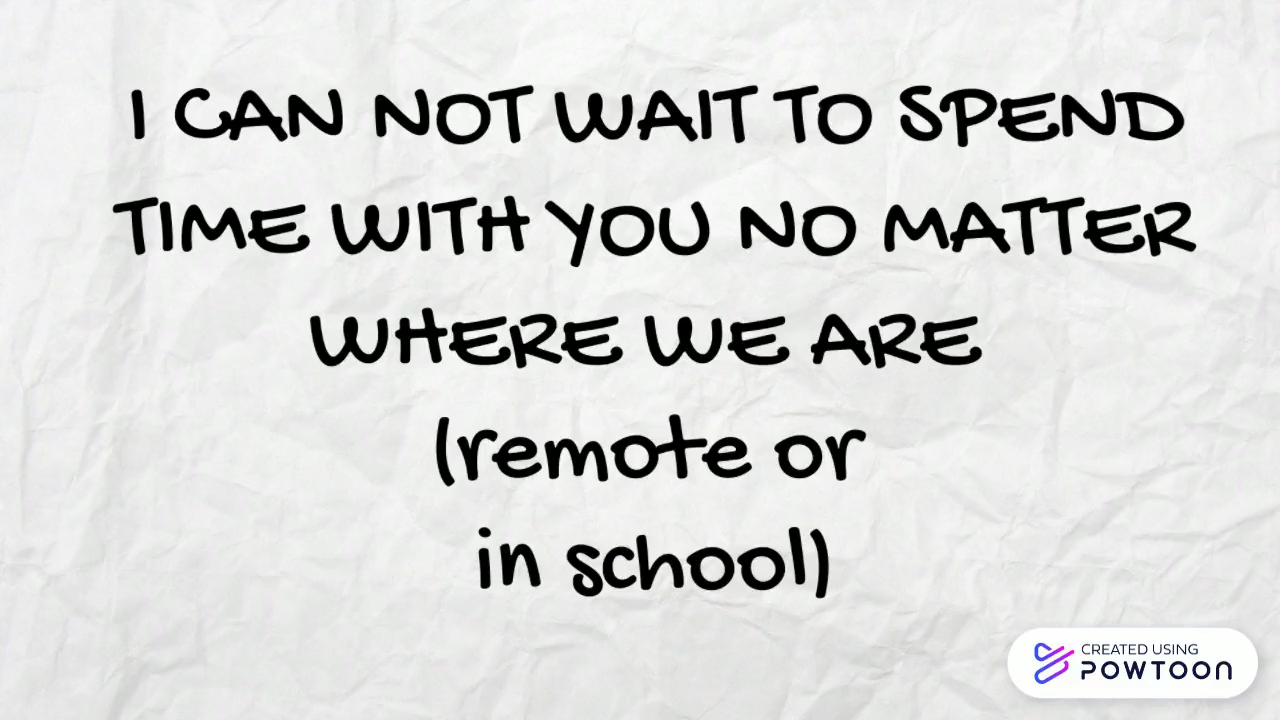 I CAN NOT WAIT TO SPEND
TIME WITH YOU NO MATTER
WHERE WE ARE
(remote or
in school)
CREATED USING
POWTOON